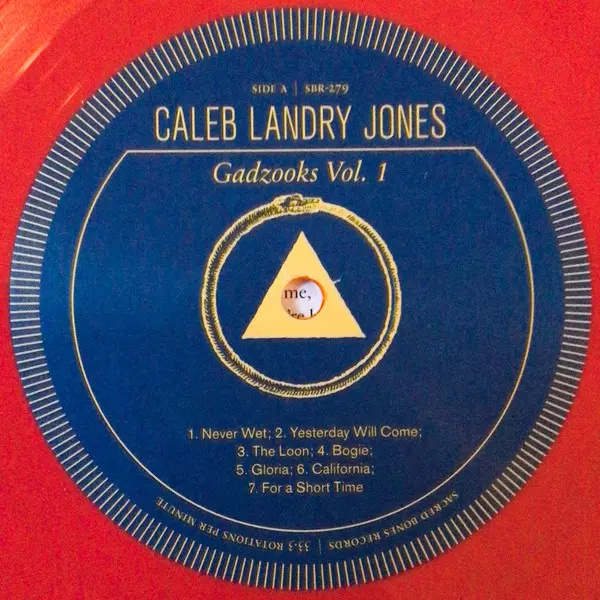 SIDE A | SBR-279
CALEB LANDRY JONES
Gadzooks Vol. 1
me,
1. Never Wet; 2. Yesterday Will Come;
3. The Loon; 4. Bogie;
5. Gloria; 6. California;
7. For a Short Time
SACRED BONES RECORDS | 33.3 ROTATIONS PER MINUTE